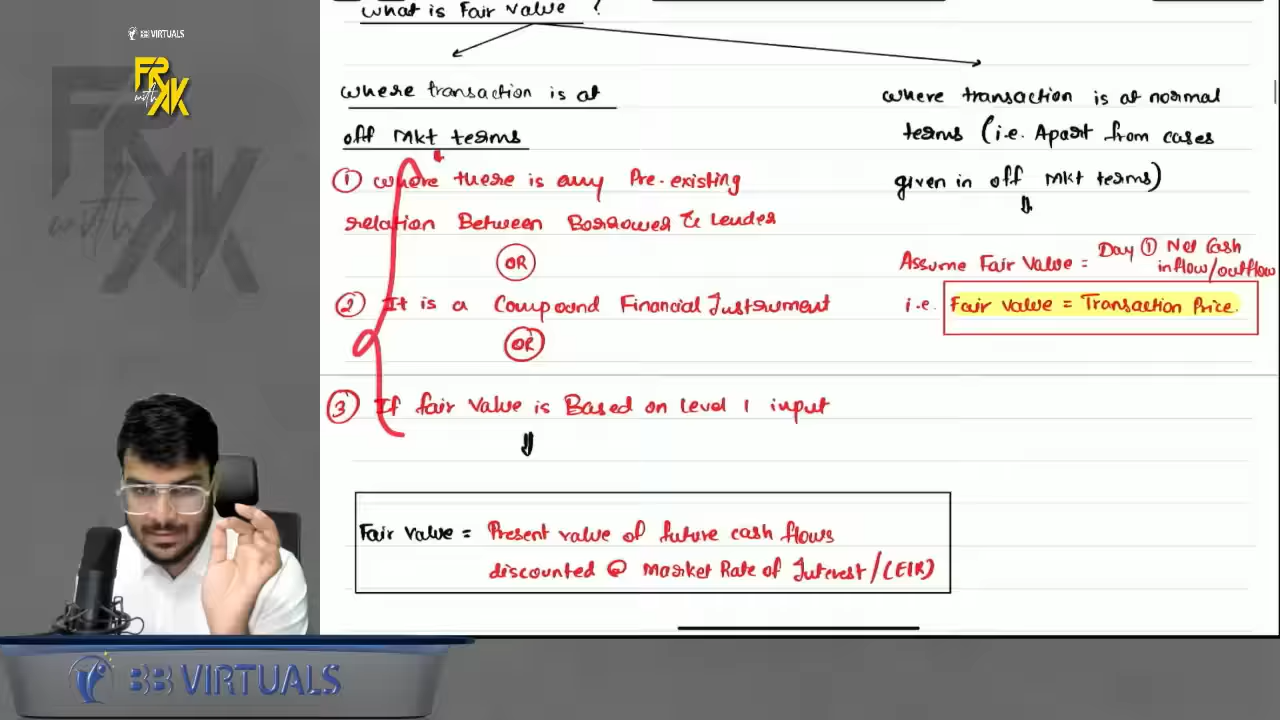 What is Fair Value ?
BB VIRTUALS
FR
with
AK
where transaction is at
off Mkt terms
① where there is any Pre-existing
relation Between Borrower & Lender
OR
② It is a Compound Financial Instrument
OR
③ If fair value is Based on Level 1 input
Fair Value = Present value of future cash flows
discounted @ Market Rate of Interest/(EIR)
where transaction is at normal
terms (i.e. Apart from cases
given in off Mkt terms)
Assume Fair Value = Day ① Net Cash
inflow/outflow
i.e. Fair Value = Transaction Price.
BB VIRTUALS